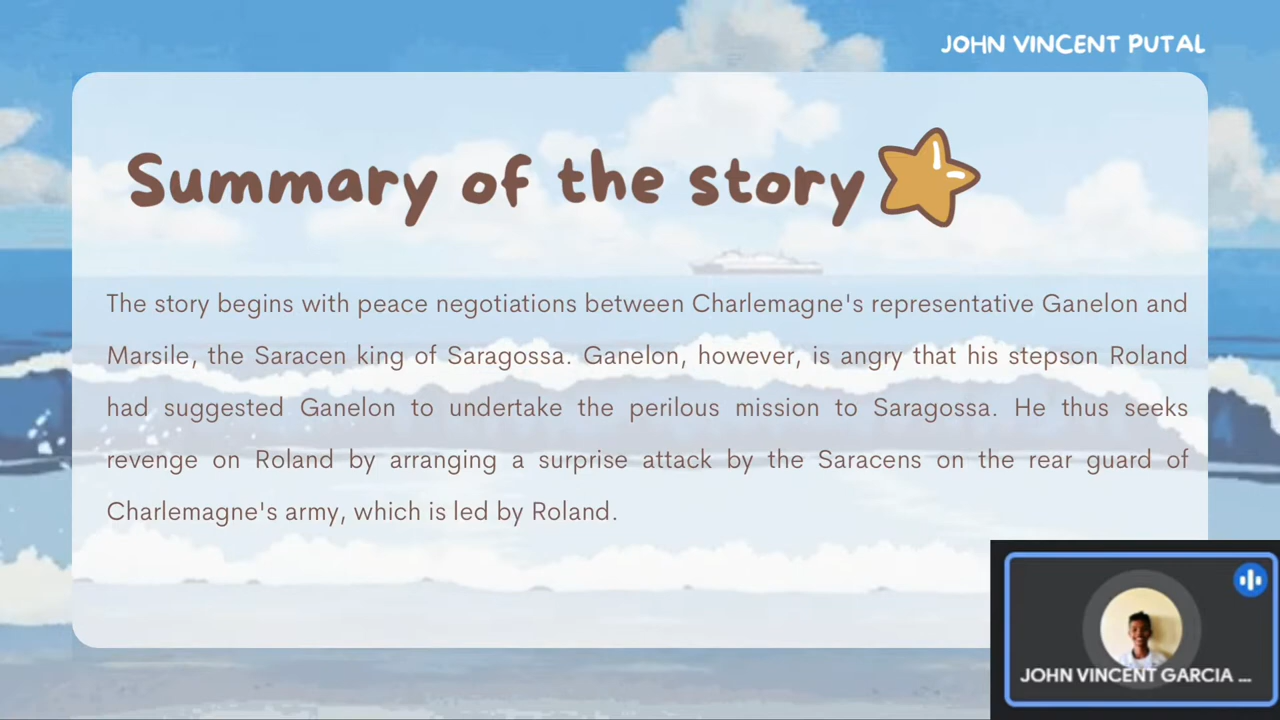 JOHN VINCENT PUTAL
Summary of the story
The story begins with peace negotiations between Charlemagne's representative Ganelon and
Marsile, the Saracen king of Saragossa. Ganelon, however, is angry that his stepson Roland
had suggested Ganelon to undertake the perilous mission to Saragossa. He thus seeks
revenge on Roland by arranging a surprise attack by the Saracens on the rear guard of
Charlemagne's army, which is led by Roland.
JOHN VINCENT GARCIA ...